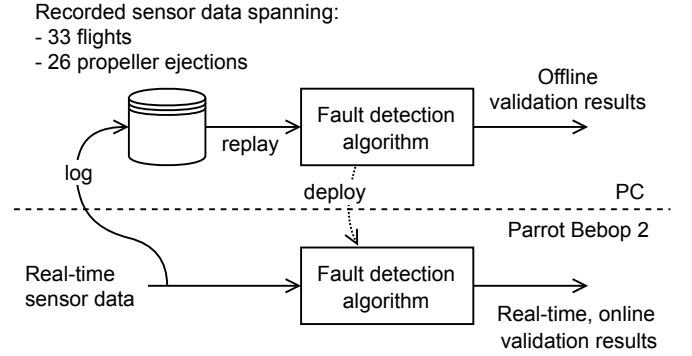 Recorded sensor data spanning:
- 33 flights
- 26 propeller ejections
Fault detection
algorithm
Offline
validation results
replay
log
deploy
PC
Parrot Bebop 2
Real-time
sensor data
Fault detection
algorithm
Real-time, online
validation results